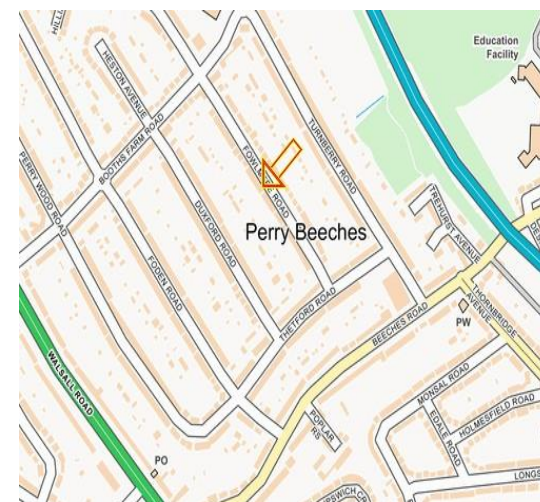 Education
Facility
HESTON AVENUE
BOOTHS FARM ROAD
TURNBERRY ROAD
PERRY WOOD ROAD
ROAD
DUXFORD ROAD
Perry Beeches
TREHURST AVENUE
FODEN ROAD
THETFORD ROAD
BEECHES ROAD
THORNBRIDGE
AVENUE
PW
WALSALL ROAD
MONSAL ROAD
HOLMESFIELD ROAD
EDALE ROAD
POPLAR
RS
PO
LONGS